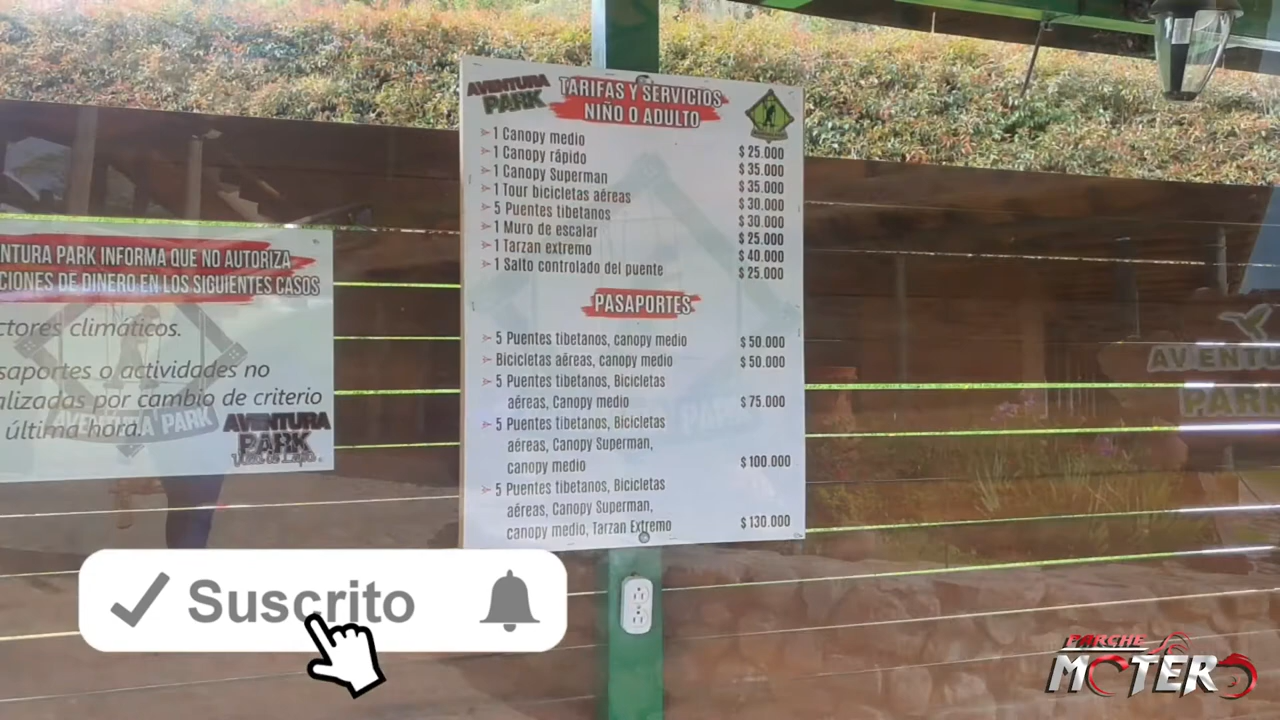 AVENTURA
PARK
TARIFAS Y SERVICIOS
NIÑO O ADULTO
1 Canopy medio $ 25.000
1 Canopy rápido $ 35.000
1 Canopy Superman $ 35.000
1 Tour bicicletas aéreas $ 30.000
5 Puentes tibetanos $ 30.000
1 Muro de escalar $ 25.000
1 Tarzan extremo $ 40.000
1 Salto controlado del puente $ 25.000
PASAPORTES
5 Puentes tibetanos, canopy medio $ 50.000
Bicicletas aéreas, canopy medio $ 50.000
5 Puentes tibetanos, Bicicletas
aéreas, Canopy medio $ 75.000
5 Puentes tibetanos, Bicicletas
aéreas, Canopy Superman,
canopy medio $ 100.000
5 Puentes tibetanos, Bicicletas
aéreas, Canopy Superman,
canopy medio, Tarzan Extremo $ 130.000
NTURA PARK INFORMA QUE NO AUTORIZA
CIONES DE DINERO EN LOS SIGUIENTES CASOS
ctores climáticos.
saportes o actividades no
alizadas por cambio de criterio
última hora.
AVENTURA PARK
AVENTURA
PARK
AVENTU
PARK
Suscrito
PARCHE
MOTERO